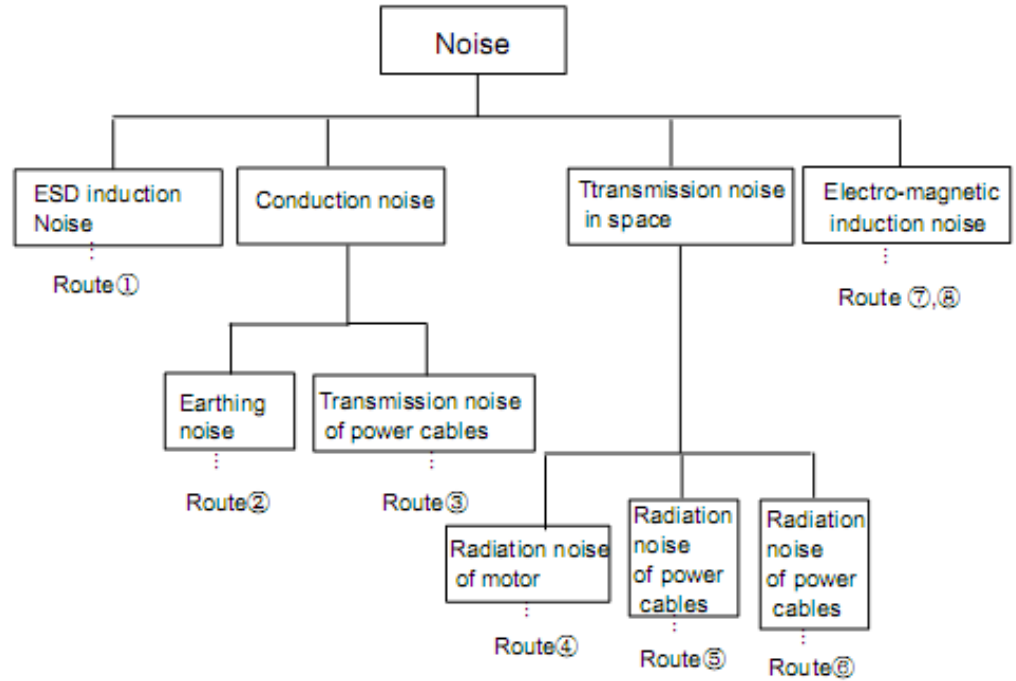 Noise
ESD induction
Noise
Conduction noise
Ttransmission noise
in space
Electro-magnetic
induction noise
Route①
Route ⑦,⑧
Earthing
noise
Transmission noise
of power cables
Route②
Route③
Radiation noise
of motor
Radiation
noise
of power
cables
Radiation
noise
of power
cables
Route④
Route⑤
Route⑥